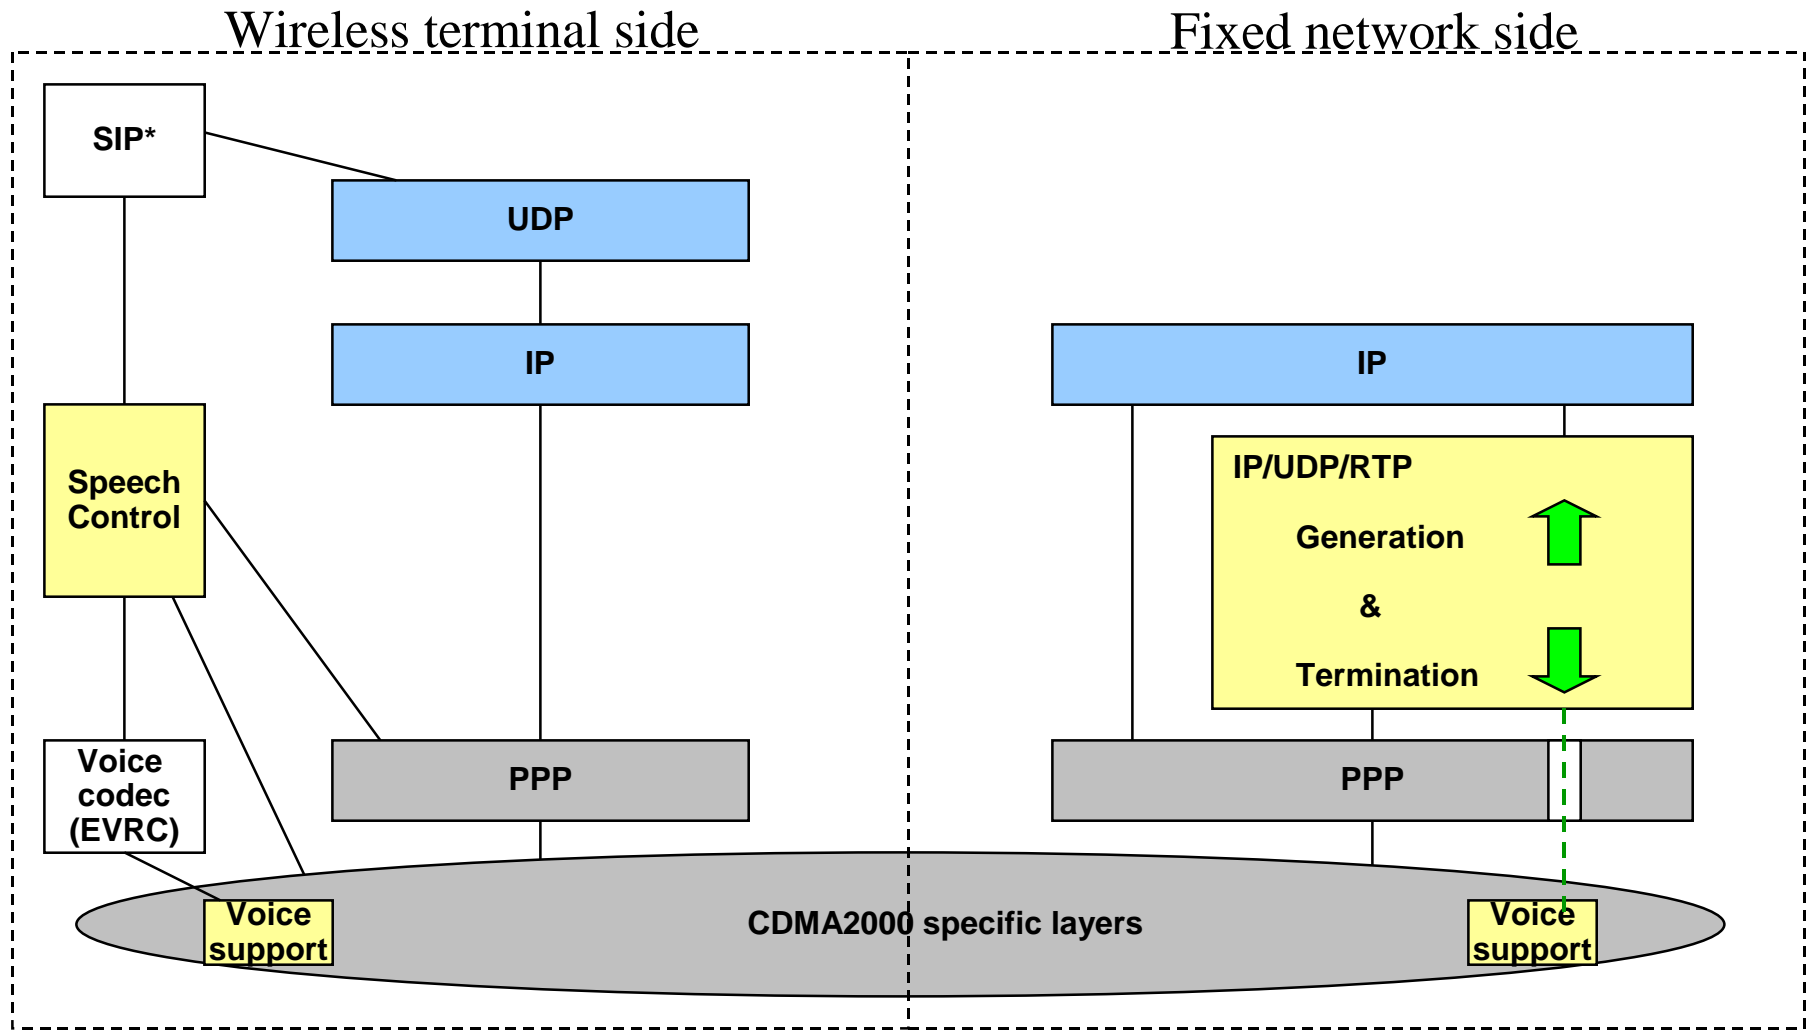 Wireless terminal side
Fixed network side
SIP*
UDP
IP
IP
Speech
Control
IP/UDP/RTP
Generation
&
Termination
Voice
codec
(EVRC)
PPP
PPP
Voice
support
CDMA2000 specific layers
Voice
support